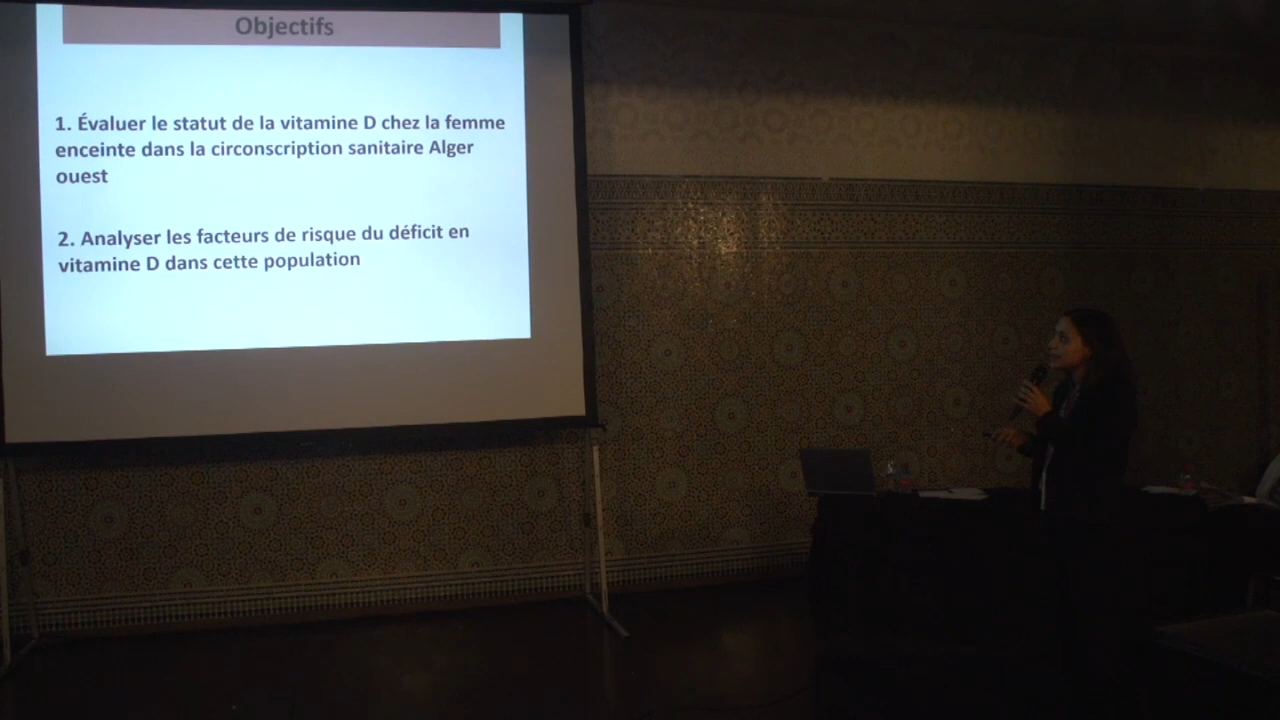 Objectifs
1. Évaluer le statut de la vitamine D chez la femme
enceinte dans la circonscription sanitaire Alger
ouest
2. Analyser les facteurs de risque du déficit en
vitamine D dans cette population